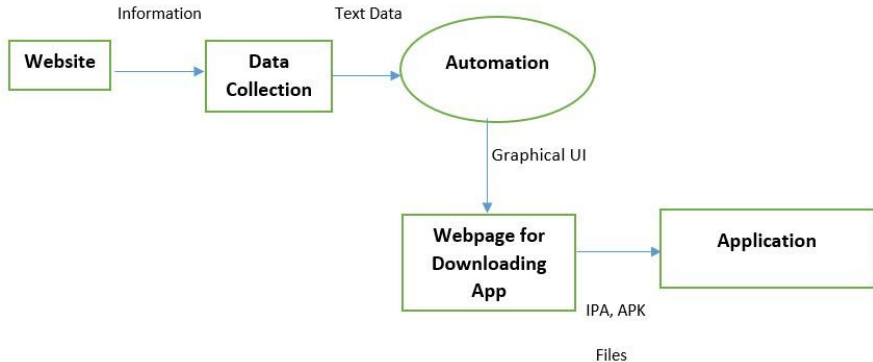 Information
Text Data
Website
Data
Collection
Automation
Graphical UI
Webpage for
Downloading
App
Application
IPA, APK
Files